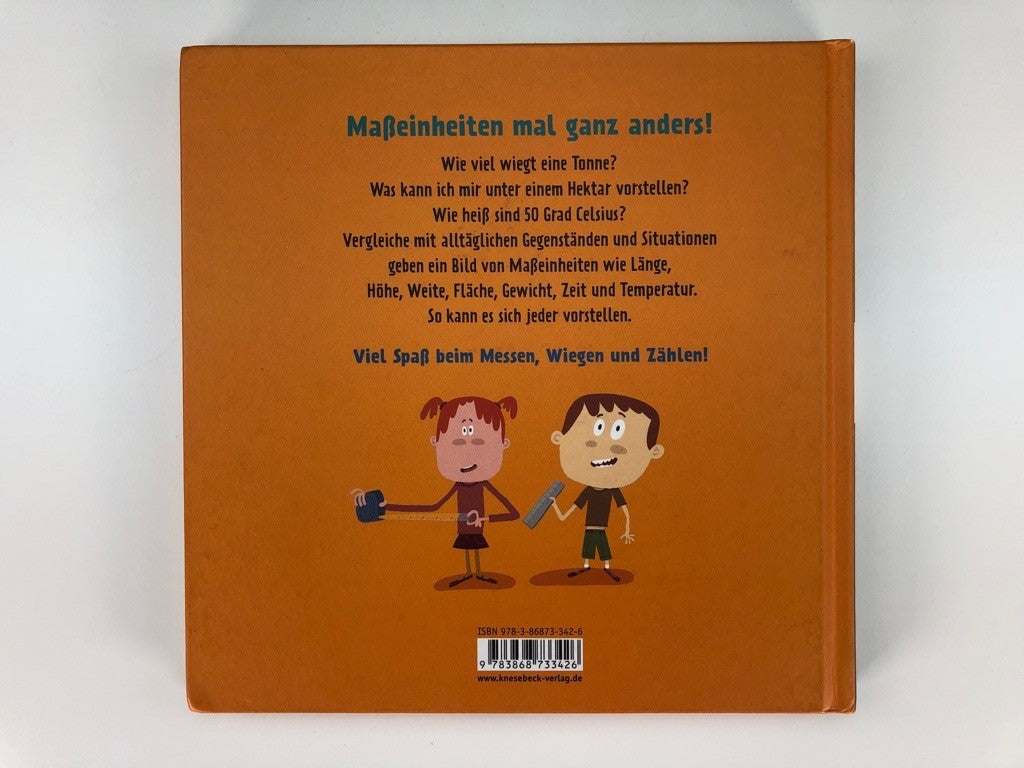 Maßeinheiten mal ganz anders!
Wie viel wiegt eine Tonne?
Was kann ich mir unter einem Hektar vorstellen?
Wie heiß sind 50 Grad Celsius?
Vergleiche mit alltäglichen Gegenständen und Situationen
geben ein Bild von Maßeinheiten wie Länge,
Höhe, Weite, Fläche, Gewicht, Zeit und Temperatur.
So kann es sich jeder vorstellen.
Viel Spaß beim Messen, Wiegen und Zählen!
ISBN 978-3-86873-342-6
9 783868 733426
www.knesebeck-verlag.de